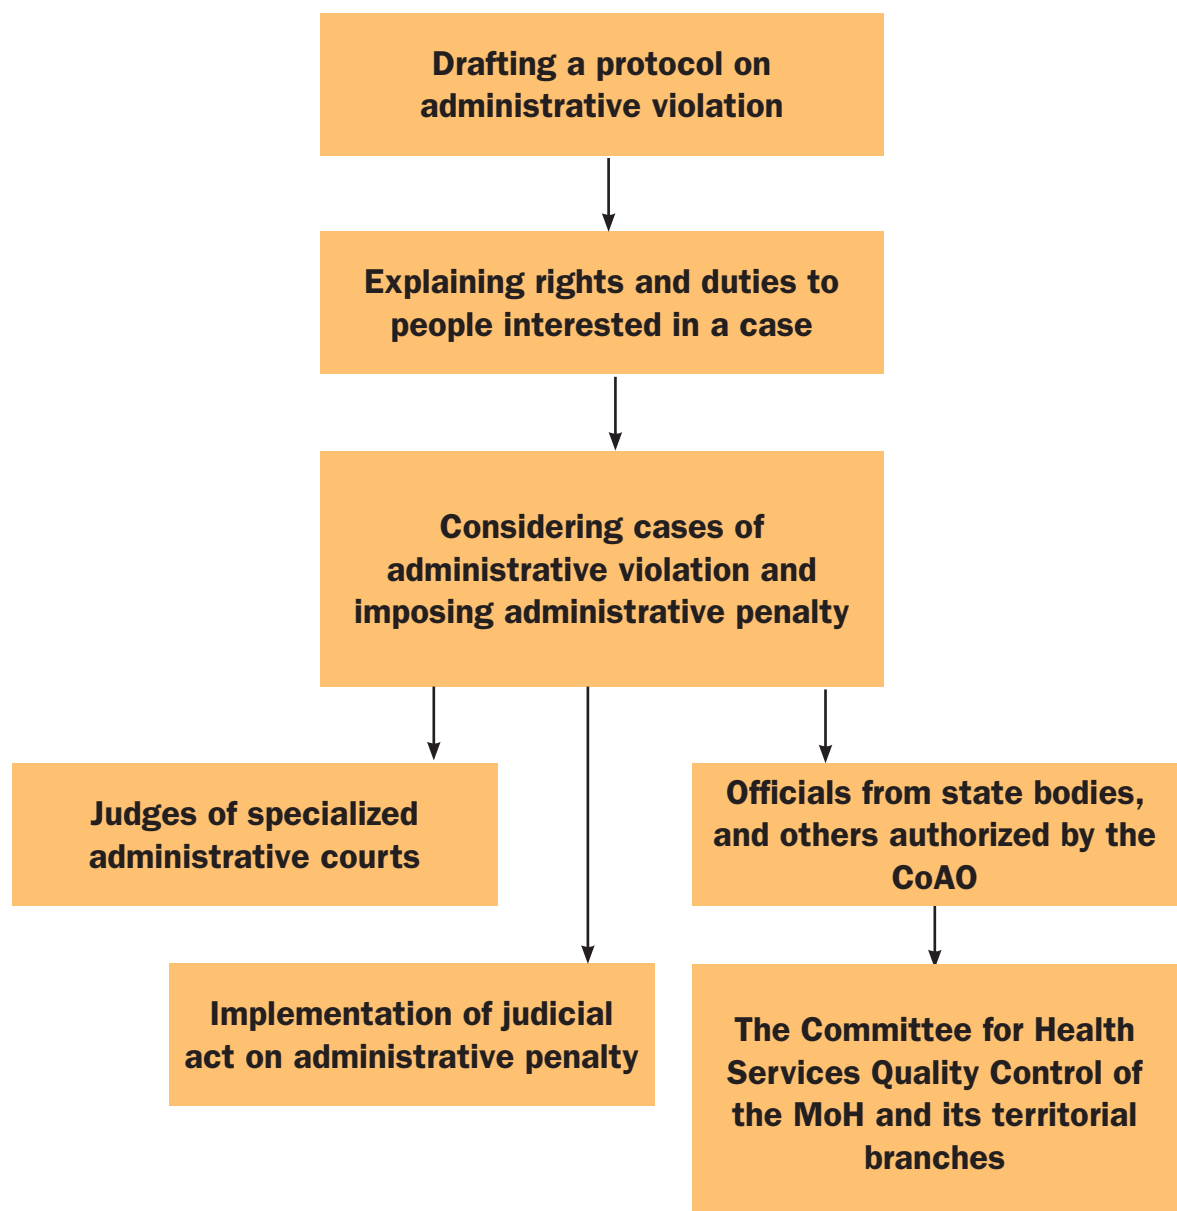 Drafting a protocol on
administrative violation
Explaining rights and duties to
people interested in a case
Considering cases of
administrative violation and
imposing administrative penalty
Judges of specialized
administrative courts
Officials from state bodies,
and others authorized by the
CoAO
Implementation of judicial
act on administrative penalty
The Committee for Health
Services Quality Control of
the MoH and its territorial
branches